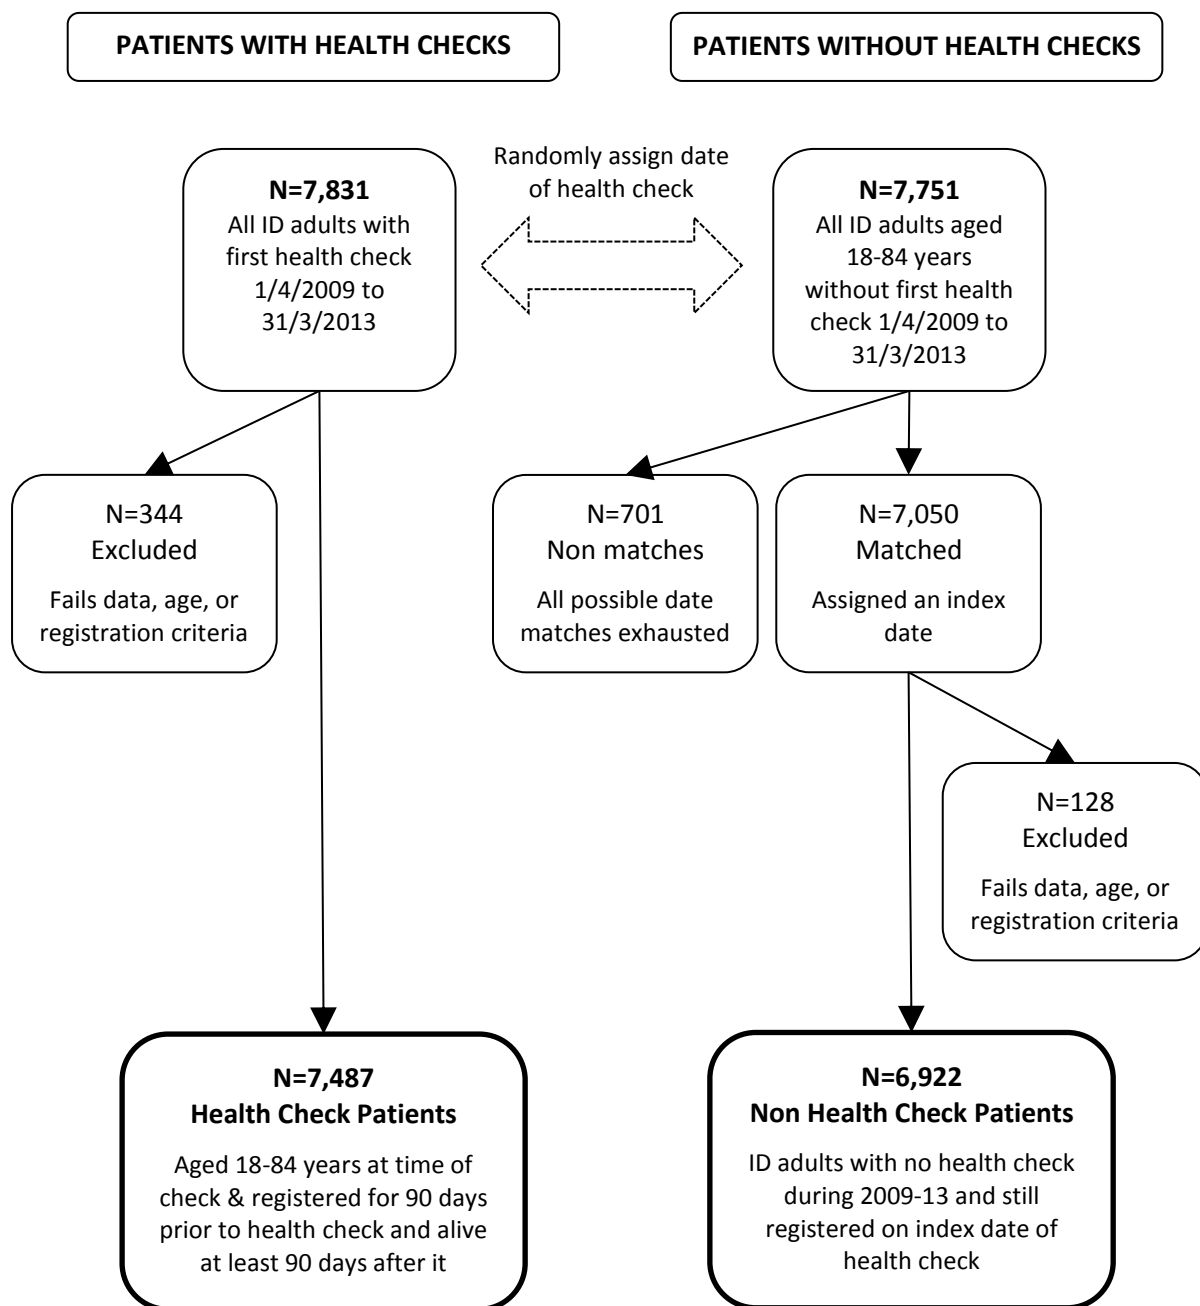 PATIENTS WITH HEALTH CHECKS
PATIENTS WITHOUT HEALTH CHECKS
Randomly assign date
of health check
N=7,831
All ID adults with
first health check
1/4/2009 to
31/3/2013
N=7,751
All ID adults aged
18-84 years
without first health
check 1/4/2009 to
31/3/2013
N=344
Excluded
Fails data, age, or
registration criteria
N=701
Non matches
All possible date
matches exhausted
N=7,050
Matched
Assigned an index
date
N=128
Excluded
Fails data, age, or
registration criteria
N=7,487
Health Check Patients
Aged 18-84 years at time of
check & registered for 90 days
prior to health check and alive
at least 90 days after it
N=6,922
Non Health Check Patients
ID adults with no health check
during 2009-13 and still
registered on index date of
health check